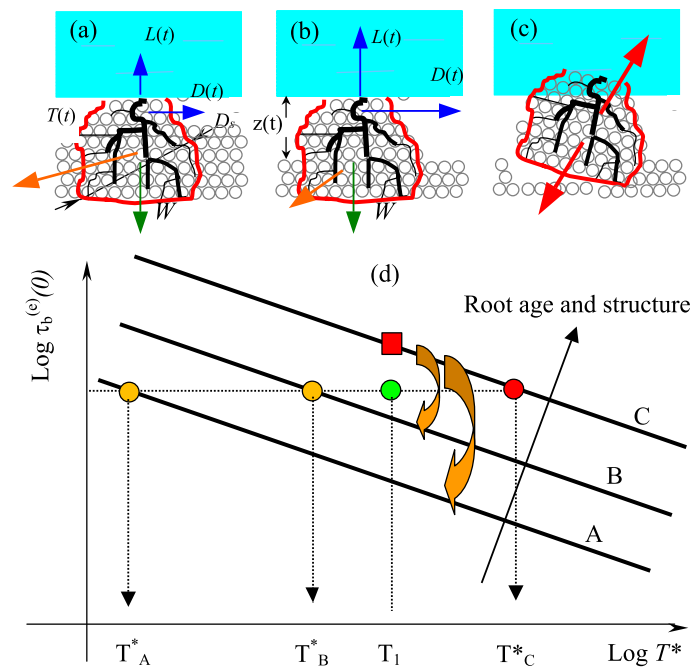 (a)
L(t)
D(t)
T(t)
Ds
W
(b)
L(t)
D(t)
z(t)
W
(c)
(d)
Log τb(e)(0)
Root age and structure
C
B
A
T*A
T*B
T1
T*C
Log T*